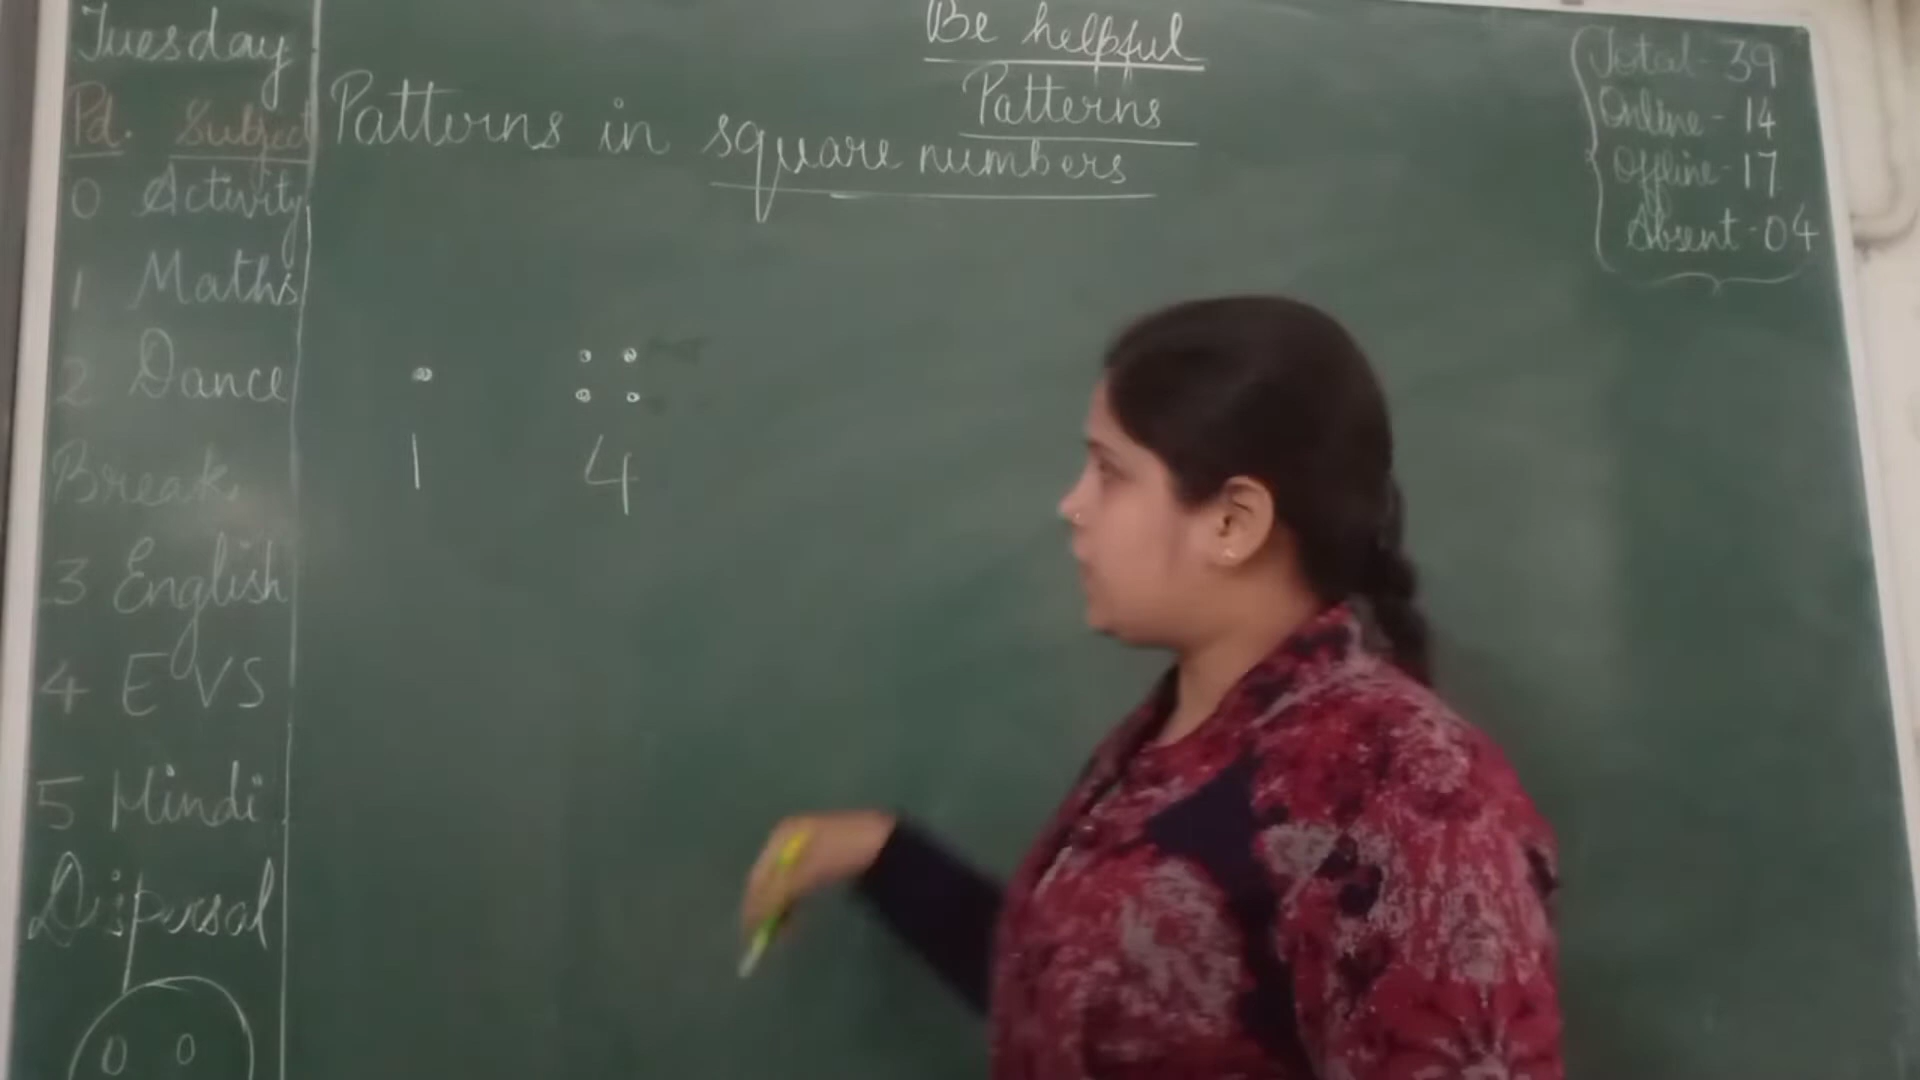 Tuesday
Pd. Subject
0 Activity
1 Maths
2 Dance
Break
3 English
4 EVS
5 Hindi
Dispersal
Be helpful
Patterns
Patterns in square numbers
1 4
Total - 39
Online - 14
Offline - 17
Absent - 04